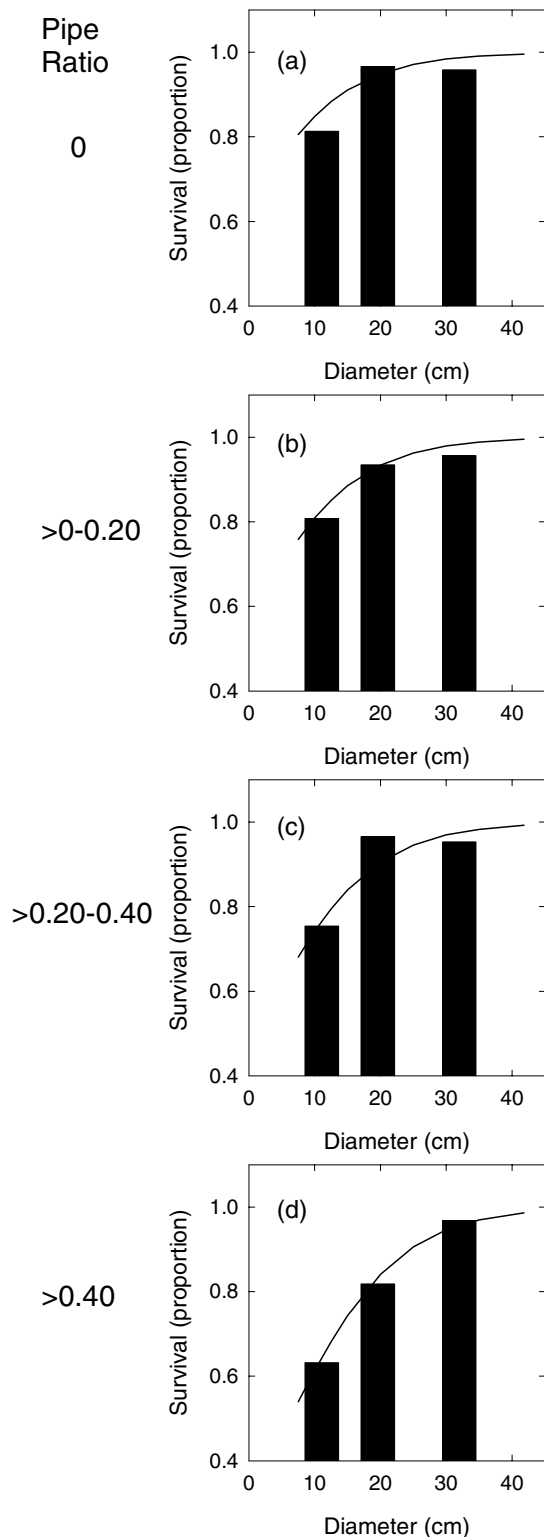 Pipe
Ratio
0
(a)
Survival (proportion)
1.0
0.8
0.6
0.4
0 10 20 30 40
Diameter (cm)
>0-0.20
(b)
Survival (proportion)
1.0
0.8
0.6
0.4
0 10 20 30 40
Diameter (cm)
>0.20-0.40
(c)
Survival (proportion)
1.0
0.8
0.6
0.4
0 10 20 30 40
Diameter (cm)
>0.40
(d)
Survival (proportion)
1.0
0.8
0.6
0.4
0 10 20 30 40
Diameter (cm)